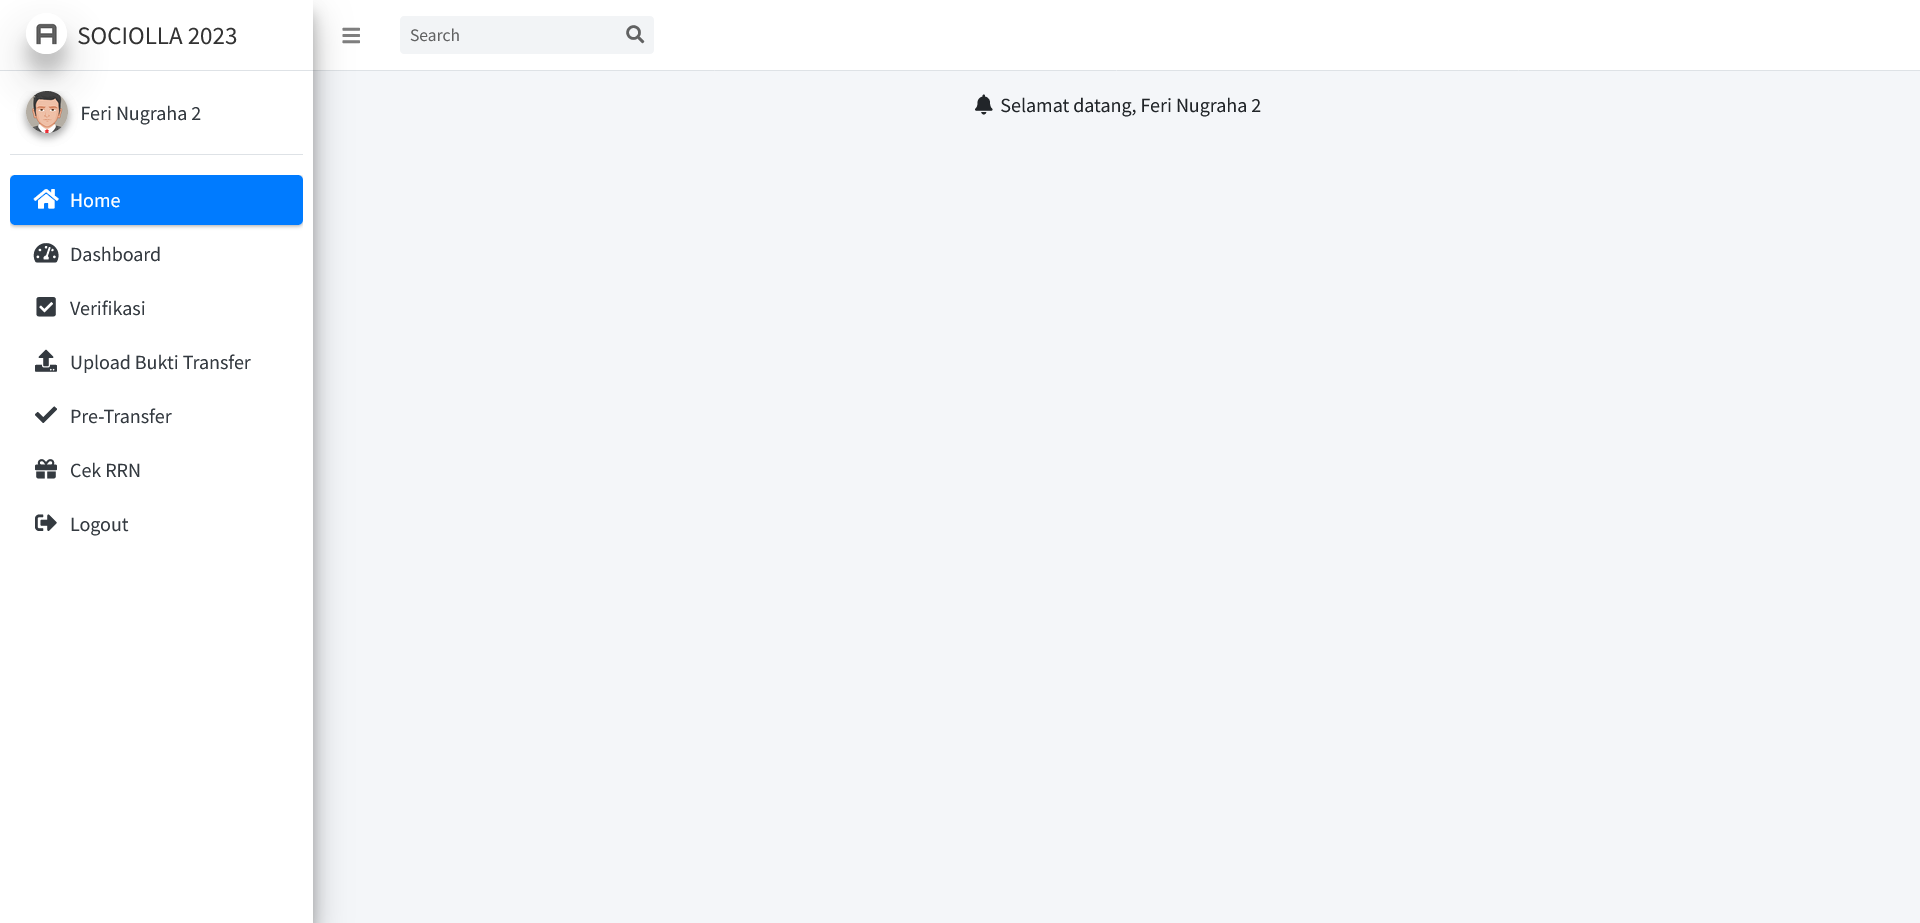 SOCIOLLA 2023
Search
Feri Nugraha 2
Selamat datang, Feri Nugraha 2
Home
Dashboard
Verifikasi
Upload Bukti Transfer
Pre-Transfer
Cek RRN
Logout